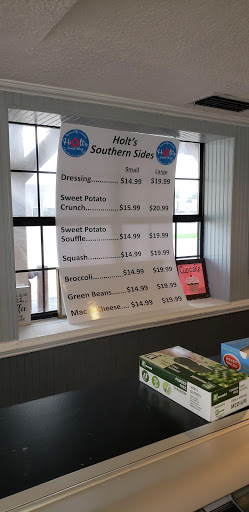 Holt's
Southern Sides
Holt's
Holt's
Small Large
Dressing.............. $14.99 $19.99
Sweet Potato
Crunch................. $15.99 $20.99
Sweet Potato
Souffle................. $14.99 $19.99
Squash................. $14.99 $19.99
Broccoli................ $14.99 $19.99
Green Beans....... $14.99 $19.99
Mac Cheese...... $14.99 $19.99
Cupcake